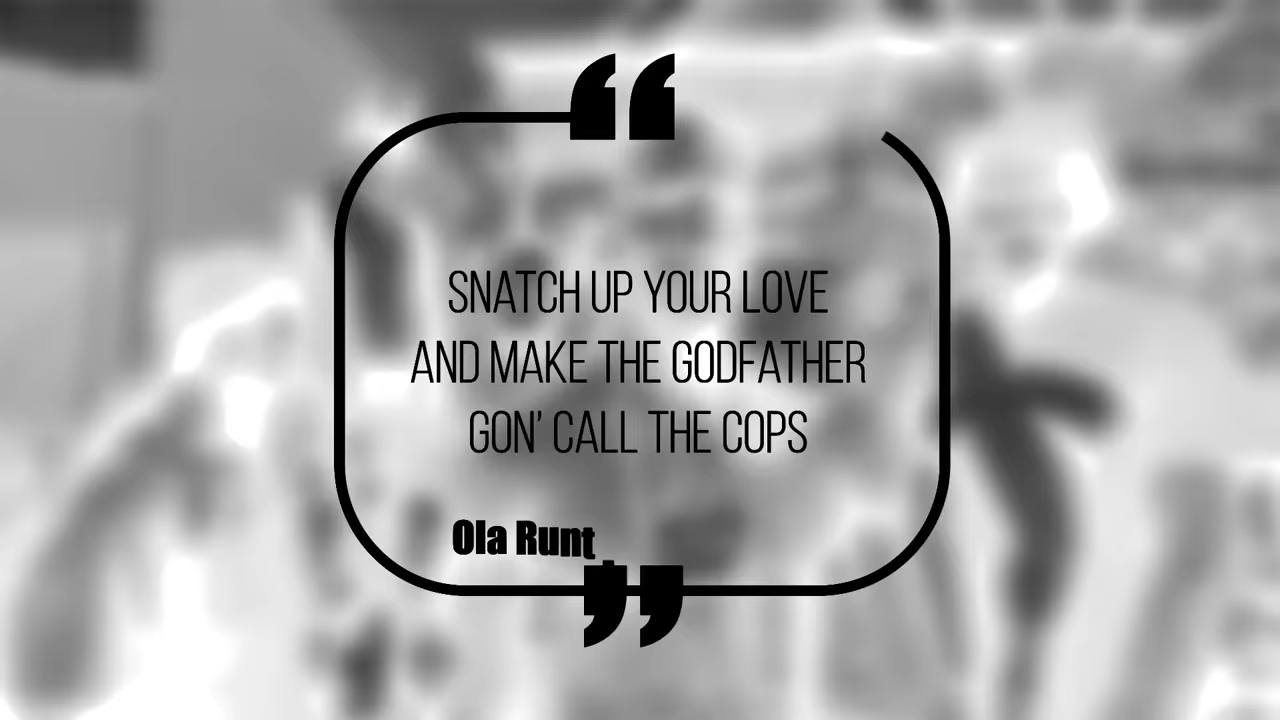 “
SNATCH UP YOUR LOVE
AND MAKE THE GODFATHER
GON’ CALL THE COPS
Ola Runt
”